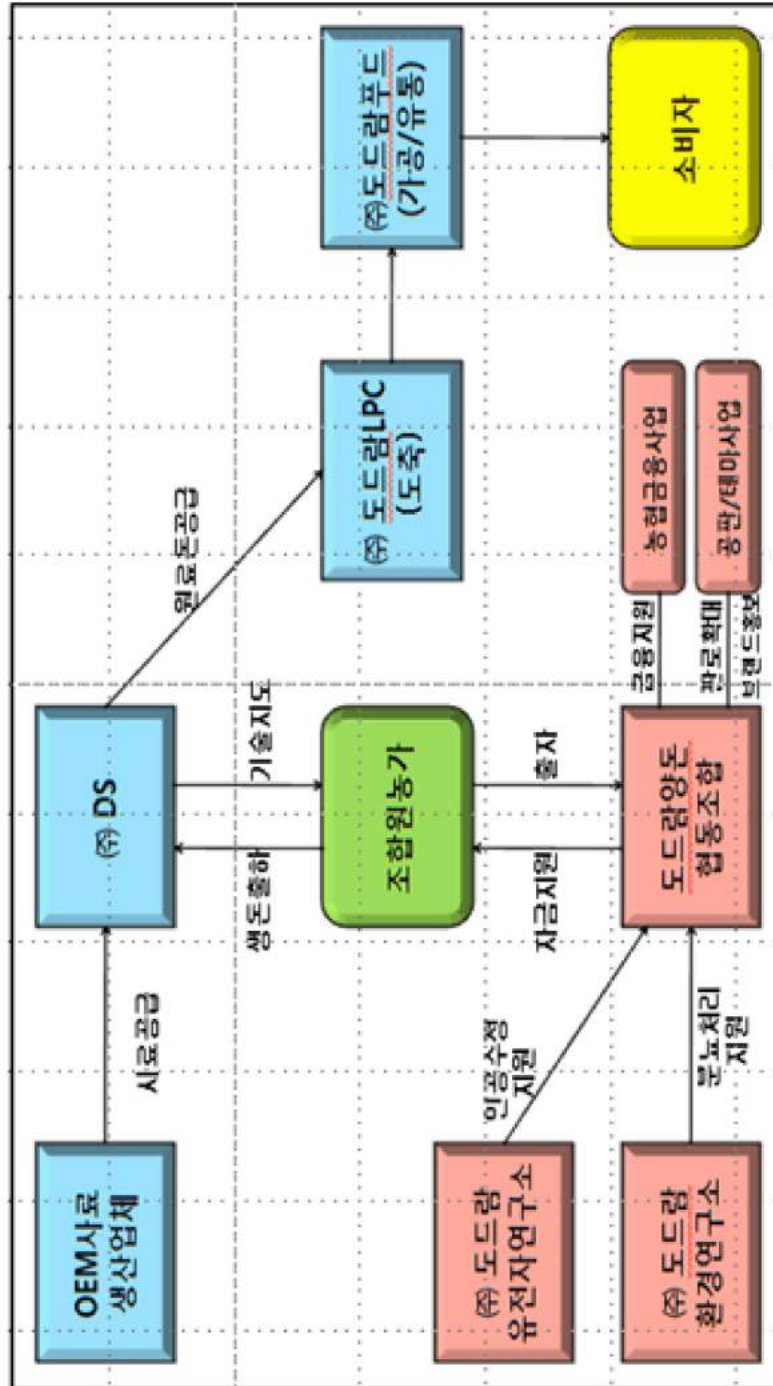 OEM사료
생산업체
사료공급
㈜ DS
원료돈공급
생돈출하
기술지도
㈜ 도드람LPC
(도축)
㈜도드람푸드
(가공/유통)
조합원농가
㈜ 도드람
유전자연구소
인공수정
지원
자금지원
출자
㈜ 도드람
환경연구소
분뇨처리
지원
도드람양돈
협동조합
금융지원
농협금융사업
판로확대
브랜드홍보
공판/테마사업
소비자